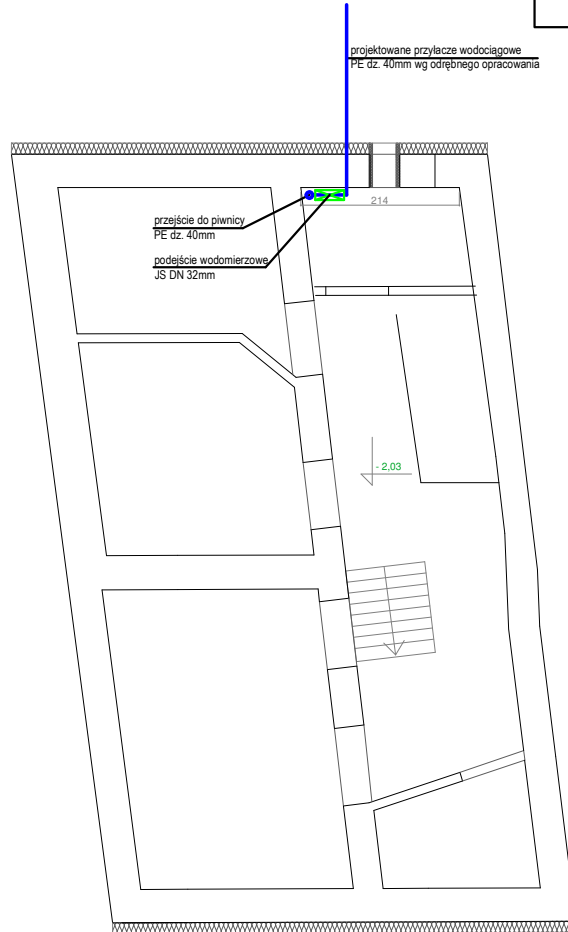 projektowane przyłacze wodociągowe
PE dz. 40mm wg odrębnego opracowania
214
przejście do piwnicy
PE dz. 40mm
podejście wodomierzowe
JS DN 32mm
- 2,03